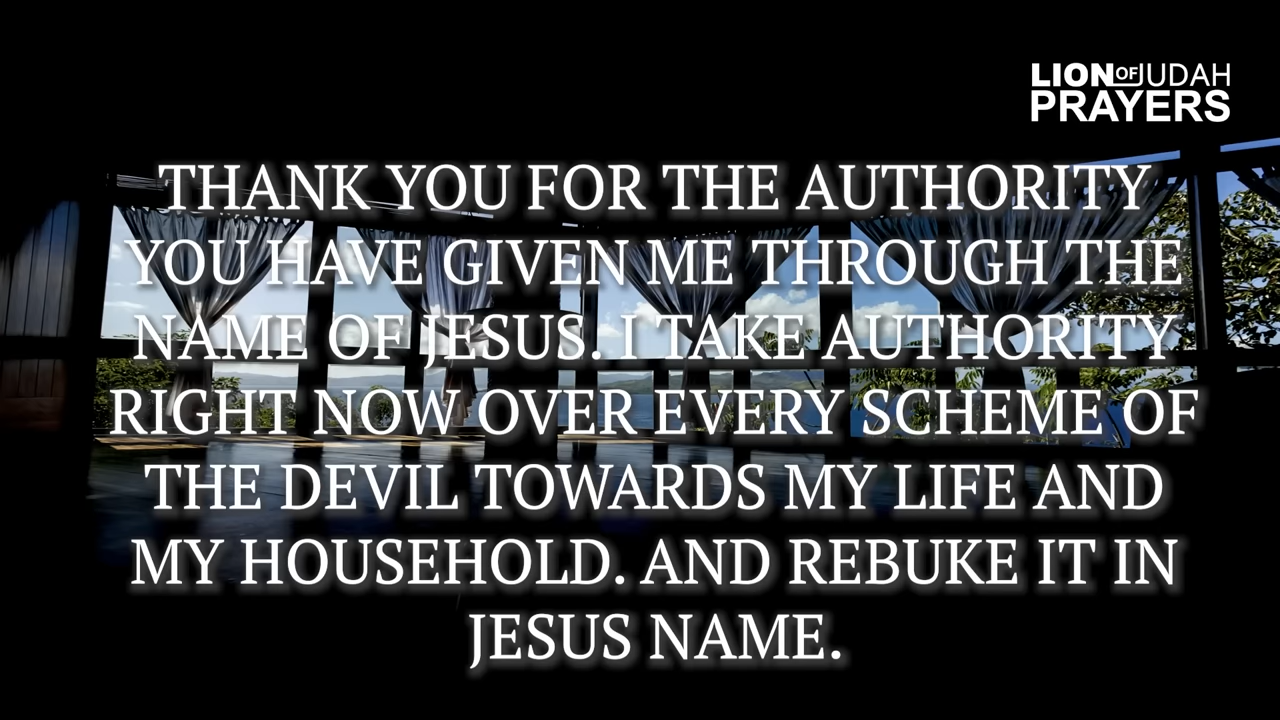 LION OF JUDAH
PRAYERS
THANK YOU FOR THE AUTHORITY
YOU HAVE GIVEN ME THROUGH THE
NAME OF JESUS. I TAKE AUTHORITY
RIGHT NOW OVER EVERY SCHEME OF
THE DEVIL TOWARDS MY LIFE AND
MY HOUSEHOLD. AND REBUKE IT IN
JESUS NAME.